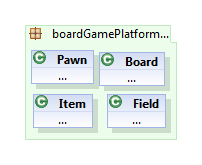 boardGamePlatform...
C Pawn
...
C Board
...
C Item
...
C Field
...